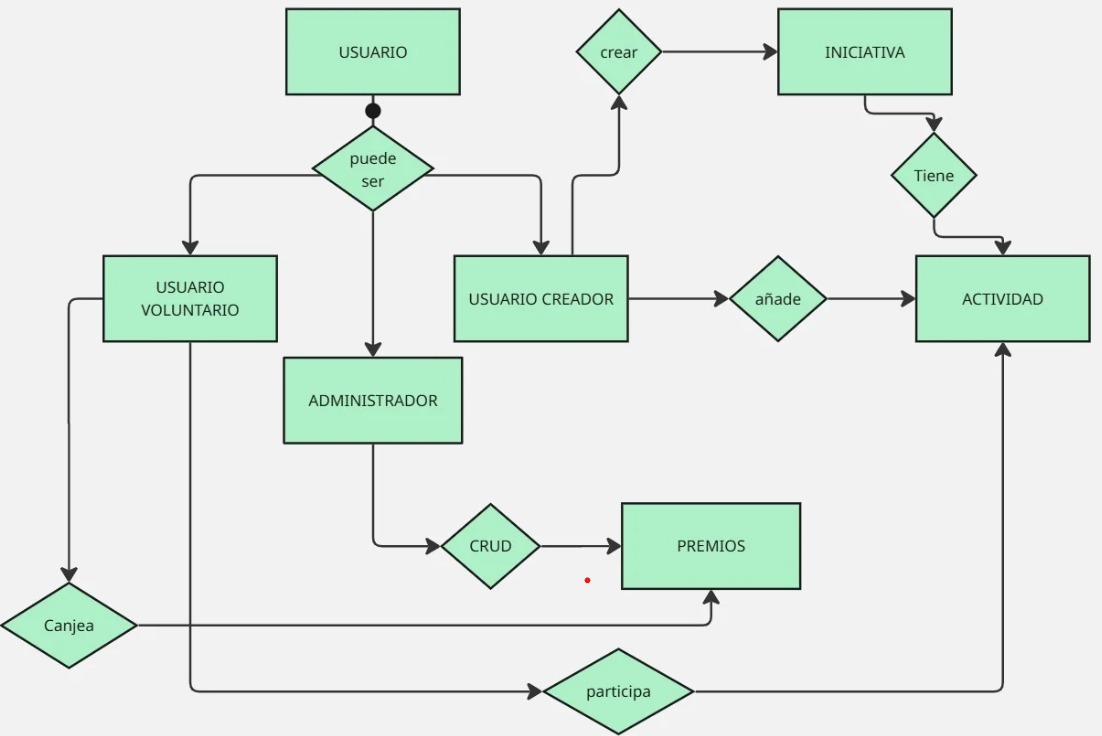 USUARIO
crear
INICIATIVA
puede
ser
Tiene
USUARIO
VOLUNTARIO
USUARIO CREADOR
añade
ACTIVIDAD
ADMINISTRADOR
CRUD
PREMIOS
Canjea
participa